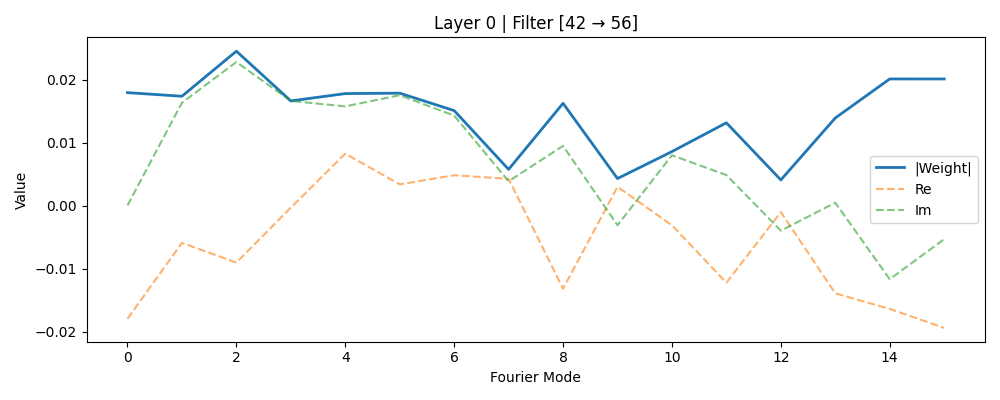 Layer 0 | Filter [42 → 56]
Value
0.02
0.01
0.00
−0.01
−0.02
|Weight|
Re
Im
0 2 4 6 8 10 12 14
Fourier Mode